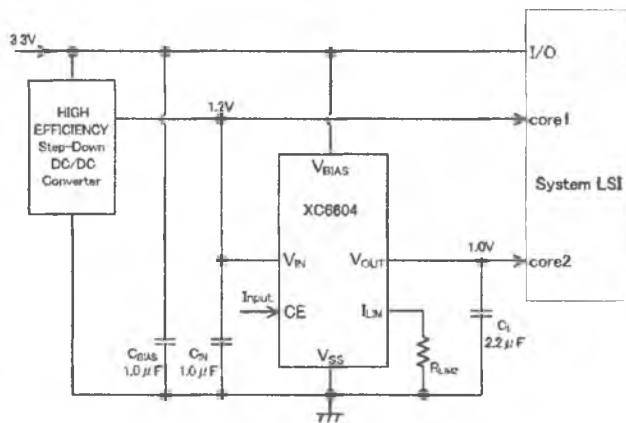 3.3V
I/O
HIGH
EFFICIENCY
Step-Down
DC/DC
Converter
1.2V
core1
VBIAS
System LSI
XC6604
1.0V
VIN
VOUT
core2
Input
CE
ILIM
CBIAS
1.0μF
CIN
1.0μF
CL
2.2μF
VSS